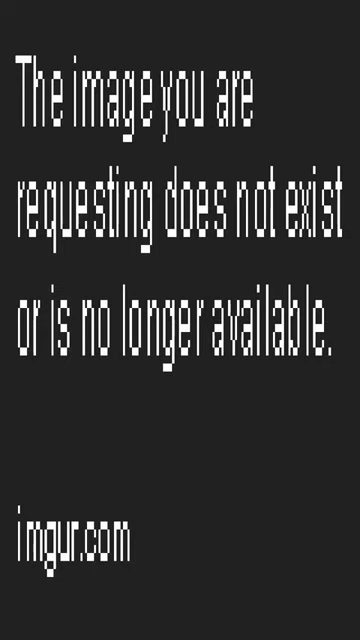 The image you are
requesting does not exist
or is no longer available.
imgur.com